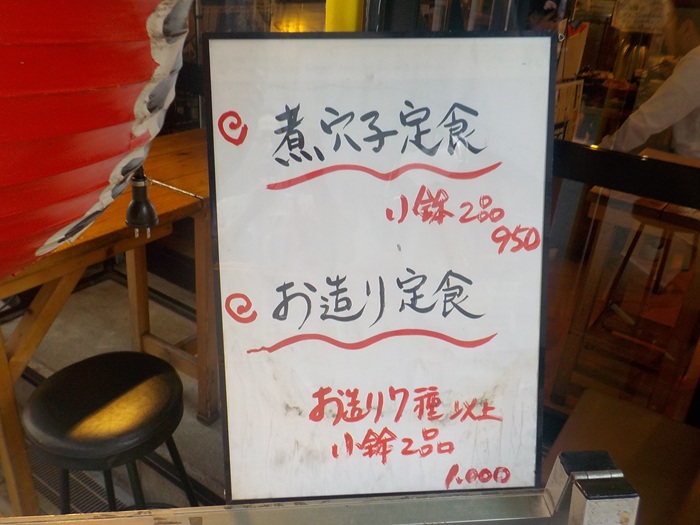 煮穴子定食
小鉢2品
950
お造り定食
お造り7種以上
小鉢2品
1,000